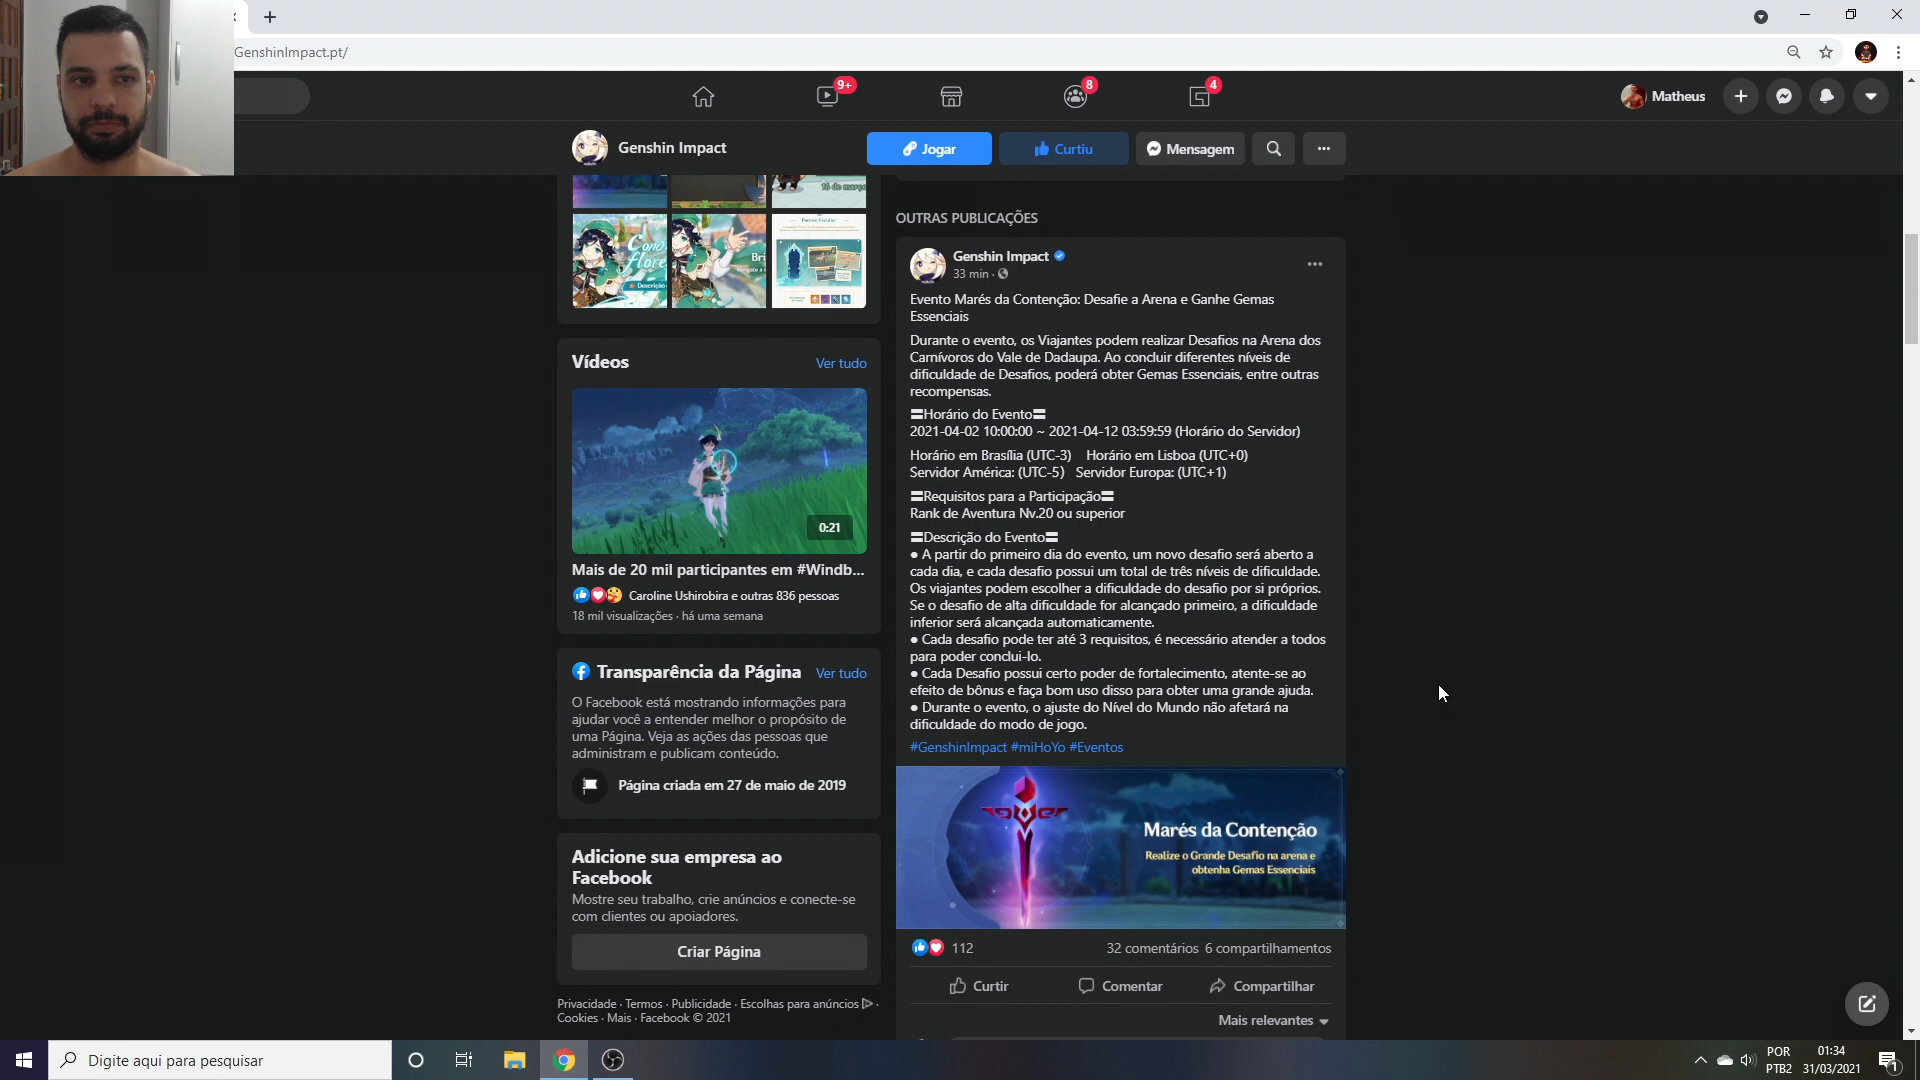 GenshinImpact.pt/
9+
8
4
Matheus
Genshin Impact
Jogar
Curtiu
Mensagem
16 de março
Descrição
Vídeos
Ver tudo
0:21
Mais de 20 mil participantes em #Windb...
Caroline Ushirobira e outras 836 pessoas
18 mil visualizações · há uma semana
Transparência da Página
Ver tudo
O Facebook está mostrando informações para
ajudar você a entender melhor o propósito de
uma Página. Veja as ações das pessoas que
administram e publicam conteúdo.
Página criada em 27 de maio de 2019
Adicione sua empresa ao
Facebook
Mostre seu trabalho, crie anúncios e conecte-se
com clientes ou apoiadores.
Criar Página
Privacidade · Termos · Publicidade · Escolhas para anúncios ·
Cookies · Mais · Facebook © 2021
OUTRAS PUBLICAÇÕES
Genshin Impact
33 min ·
Evento Marés da Contenção: Desafie a Arena e Ganhe Gemas
Essenciais
Durante o evento, os Viajantes podem realizar Desafios na Arena dos
Carnívoros do Vale de Dadaupa. Ao concluir diferentes níveis de
dificuldade de Desafios, poderá obter Gemas Essenciais, entre outras
recompensas.
〓Horário do Evento〓
2021-04-02 10:00:00 ~ 2021-04-12 03:59:59 (Horário do Servidor)
Horário em Brasília (UTC-3) Horário em Lisboa (UTC+0)
Servidor América: (UTC-5) Servidor Europa: (UTC+1)
〓Requisitos para a Participação〓
Rank de Aventura Nv.20 ou superior
〓Descrição do Evento〓
● A partir do primeiro dia do evento, um novo desafio será aberto a
cada dia, e cada desafio possui um total de três níveis de dificuldade.
Os viajantes podem escolher a dificuldade do desafio por si próprios.
Se o desafio de alta dificuldade for alcançado primeiro, a dificuldade
inferior será alcançada automaticamente.
● Cada desafio pode ter até 3 requisitos, é necessário atender a todos
para poder conclui-lo.
● Cada Desafio possui certo poder de fortalecimento, atente-se ao
efeito de bônus e faça bom uso disso para obter uma grande ajuda.
● Durante o evento, o ajuste do Nível do Mundo não afetará na
dificuldade do modo de jogo.
#GenshinImpact #miHoYo #Eventos
Marés da Contenção
Realize o Grande Desafio na arena e
obtenha Gemas Essenciais
112
32 comentários 6 compartilhamentos
Curtir
Comentar
Compartilhar
Mais relevantes
Digite aqui para pesquisar
POR
PTB2
01:34
31/03/2021
1